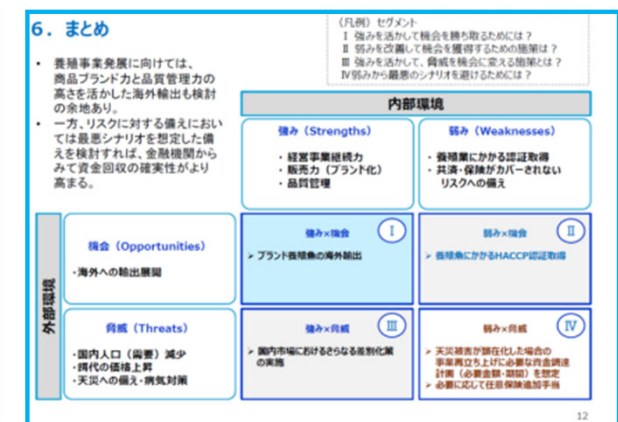 6. まとめ
(凡例) セグメント
Ⅰ 強みを活かして機会を勝ち取るためには？
Ⅱ 弱みを改善して機会を獲得するための施策は？
Ⅲ 強みを活かして、脅威を機会に変える施策とは？
Ⅳ弱みから最悪のシナリオを避けるためには？
・ 養殖事業発展に向けては、
商品ブランド力と品質管理力の
高さを活かした海外輸出も検討
の余地あり。
・ 一方、リスクに対する備えにおい
ては最悪シナリオを想定した備
えを検討すれば、金融機関から
みて資金回収の確実性がより
高まる。
内部環境
強み (Strengths)
・経営事業継続力
・販売力（ブランド化）
・品質管理
弱み (Weaknesses)
・養殖業にかかる認証取得
・共済・保険がカバーされない
リスクへの備え
外部環境
機会 (Opportunities)
・海外への輸出展開
強み×機会
Ⅰ
➢ ブランド養殖魚の海外輸出
弱み×機会
Ⅱ
➢ 養殖魚にかかるHACCP認証取得
脅威 (Threats)
・国内人口（需要）減少
・餌代の価格上昇
・天災への備え・病気対策
強み×脅威
Ⅲ
➢ 国内市場におけるさらなる差別化策
の実施
弱み×脅威
Ⅳ
➢ 天災被害が顕在化した場合の
事業再立ち上げに必要な資金調達
計画（必要金額・期間）を想定
➢ 必要に応じて任意保険追加手当
12